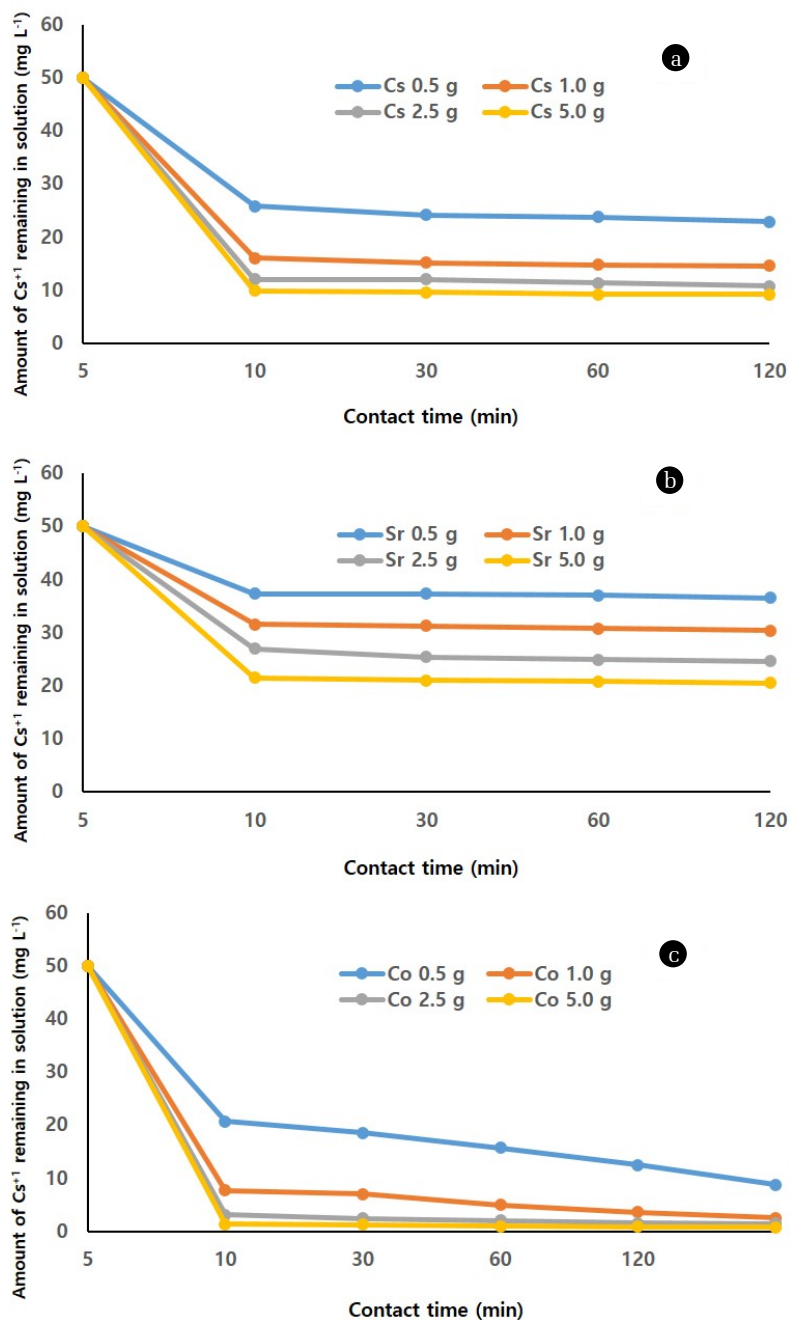 a
Amount of Cs⁺¹ remaining in solution (mg L⁻¹)
60
50
40
30
20
10
0
Cs 0.5 g Cs 1.0 g
Cs 2.5 g Cs 5.0 g
5 10 30 60 120
Contact time (min)
b
Amount of Cs⁺¹ remaining in solution (mg L⁻¹)
60
50
40
30
20
10
0
Sr 0.5 g Sr 1.0 g
Sr 2.5 g Sr 5.0 g
5 10 30 60 120
Contact time (min)
c
Amount of Cs⁺¹ remaining in solution (mg L⁻¹)
60
50
40
30
20
10
0
Co 0.5 g Co 1.0 g
Co 2.5 g Co 5.0 g
5 10 30 60 120
Contact time (min)